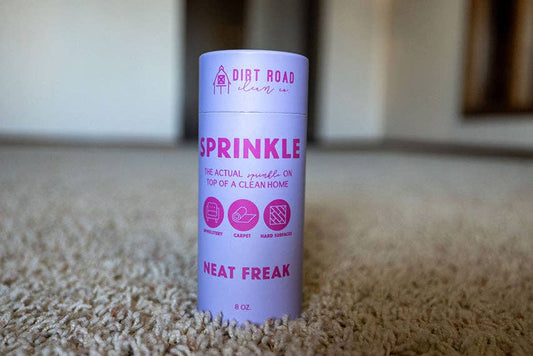 DIRT ROAD
clean co.
SPRINKLE
THE ACTUAL sprinkle ON
TOP OF A CLEAN HOME
UPHOLSTERY CARPET HARD SURFACES
NEAT FREAK
8 OZ.